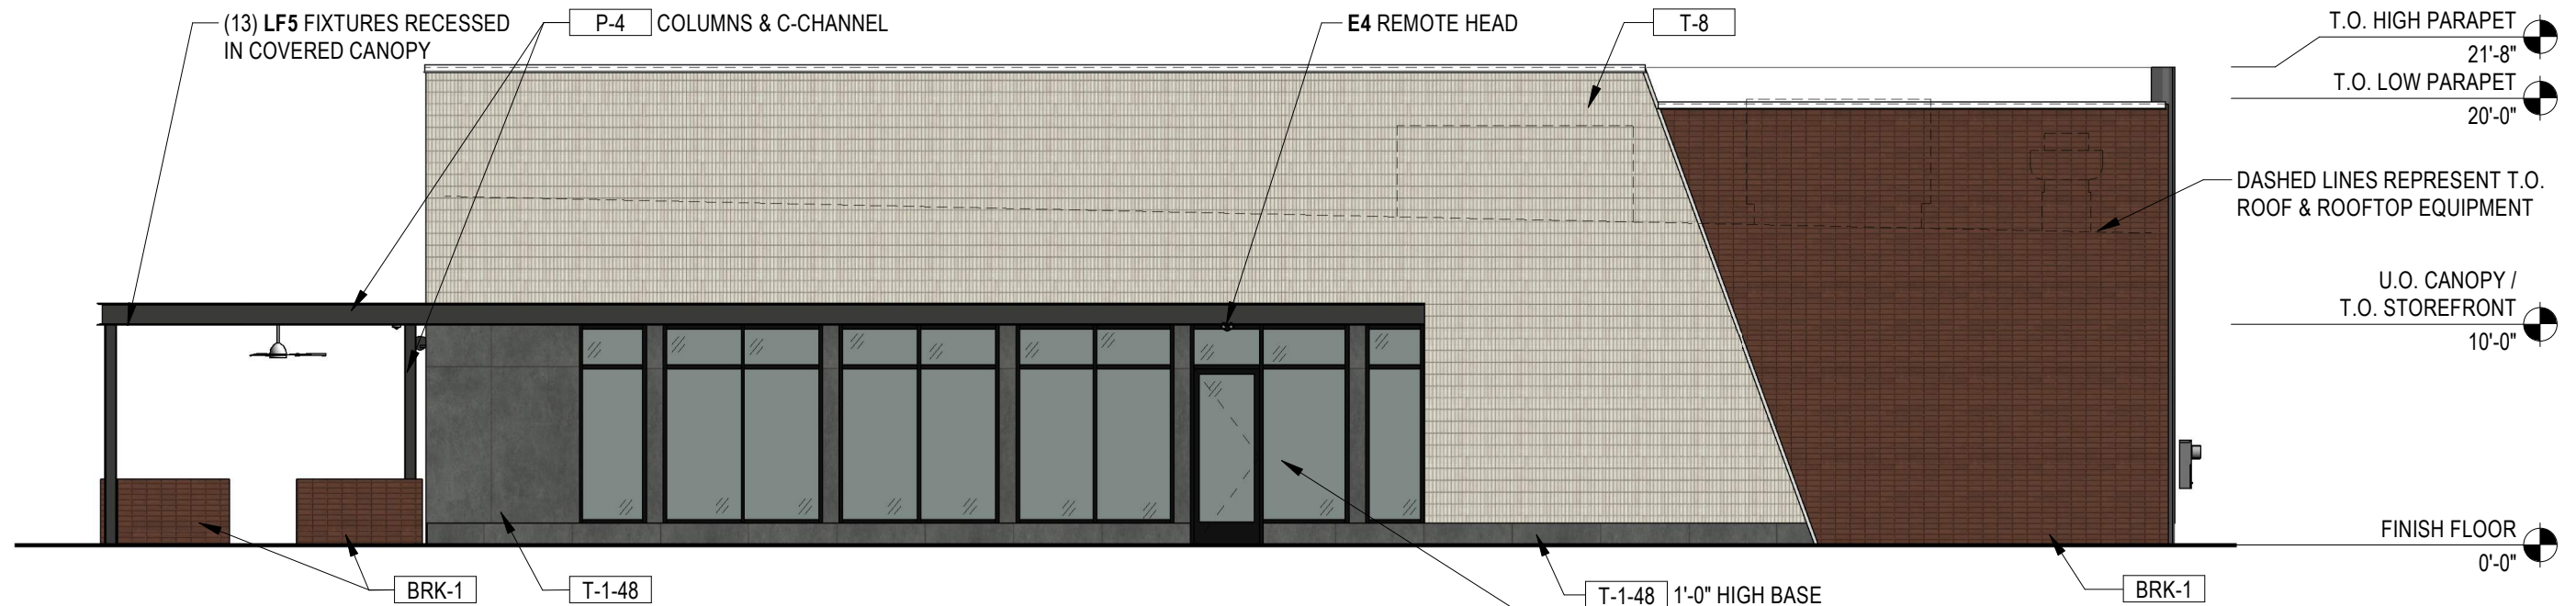 (13) LF5 FIXTURES RECESSED
IN COVERED CANOPY
P-4 COLUMNS & C-CHANNEL
E4 REMOTE HEAD
T-8
T.O. HIGH PARAPET
21'-8"
T.O. LOW PARAPET
20'-0"
DASHED LINES REPRESENT T.O.
ROOF & ROOFTOP EQUIPMENT
U.O. CANOPY /
T.O. STOREFRONT
10'-0"
FINISH FLOOR
0'-0"
BRK-1
T-1-48
T-1-48 1'-0" HIGH BASE
BRK-1